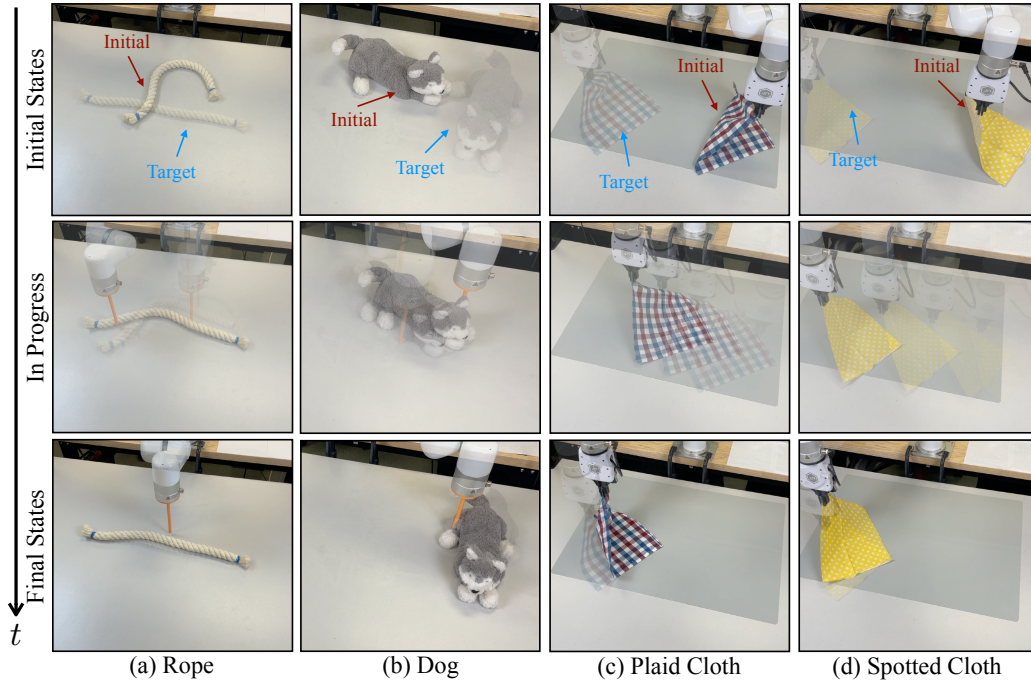 Initial States
Initial
Target
Initial
Target
Initial
Target
Initial
Target
In Progress
Final States
t
(a) Rope
(b) Dog
(c) Plaid Cloth
(d) Spotted Cloth